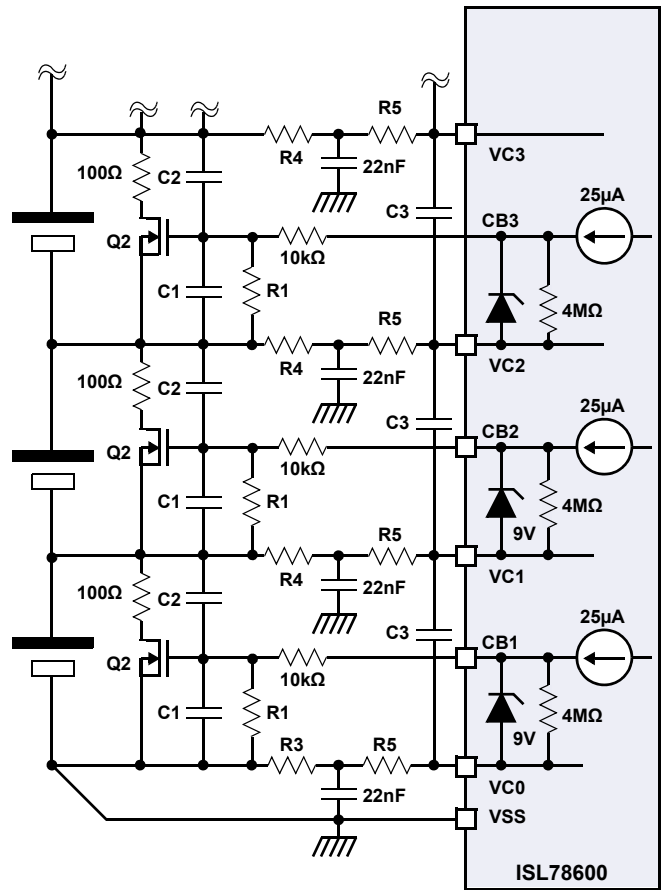 R5
R4
22nF
VC3
100Ω
C2
25µA
C3
CB3
Q2
10kΩ
C1
R1
4MΩ
R5
VC2
R4
22nF
100Ω
C2
25µA
C3
CB2
Q2
10kΩ
C1
R1
4MΩ
9V
R5
VC1
R4
22nF
100Ω
C2
25µA
C3
CB1
Q2
10kΩ
C1
R1
4MΩ
9V
R3
R5
VC0
22nF
VSS
ISL78600